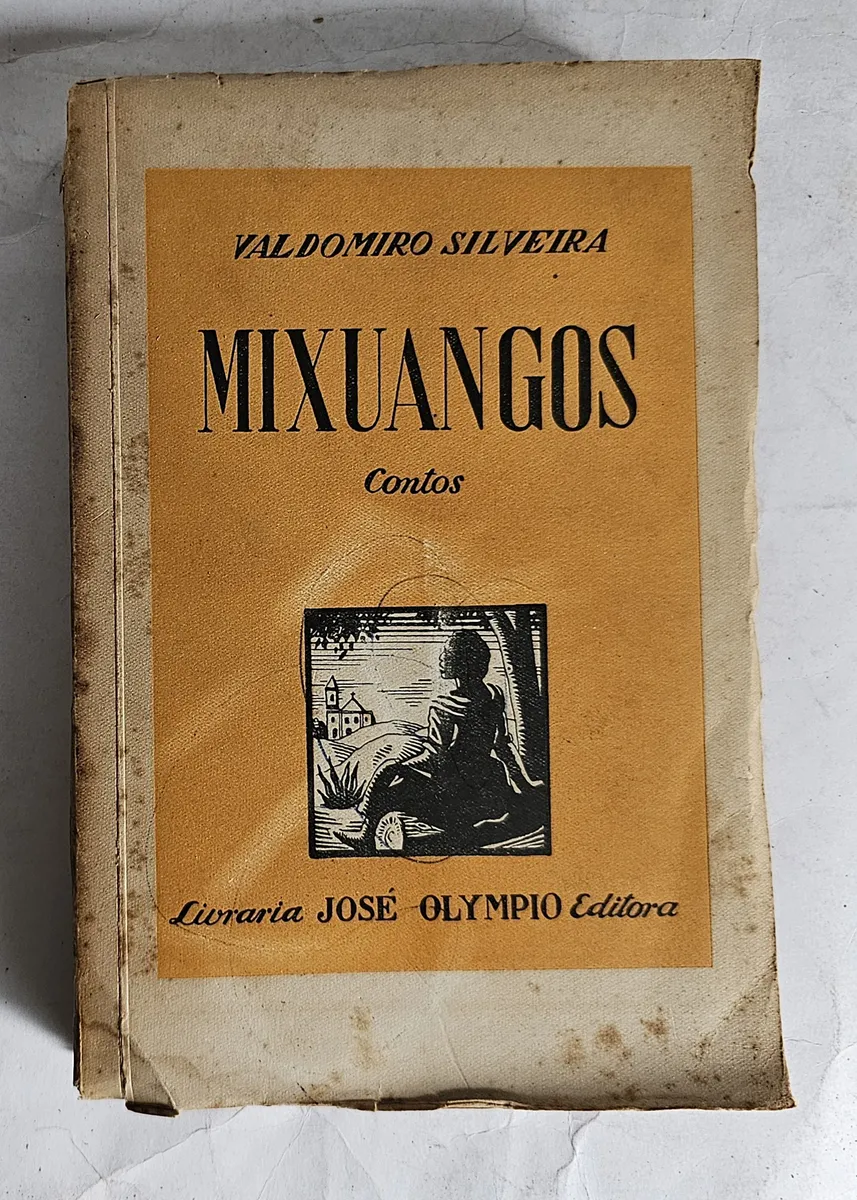 VALDOMIRO SILVEIRA
MIXUANGOS
Contos
Livraria JOSÉ OLYMPIO Editora